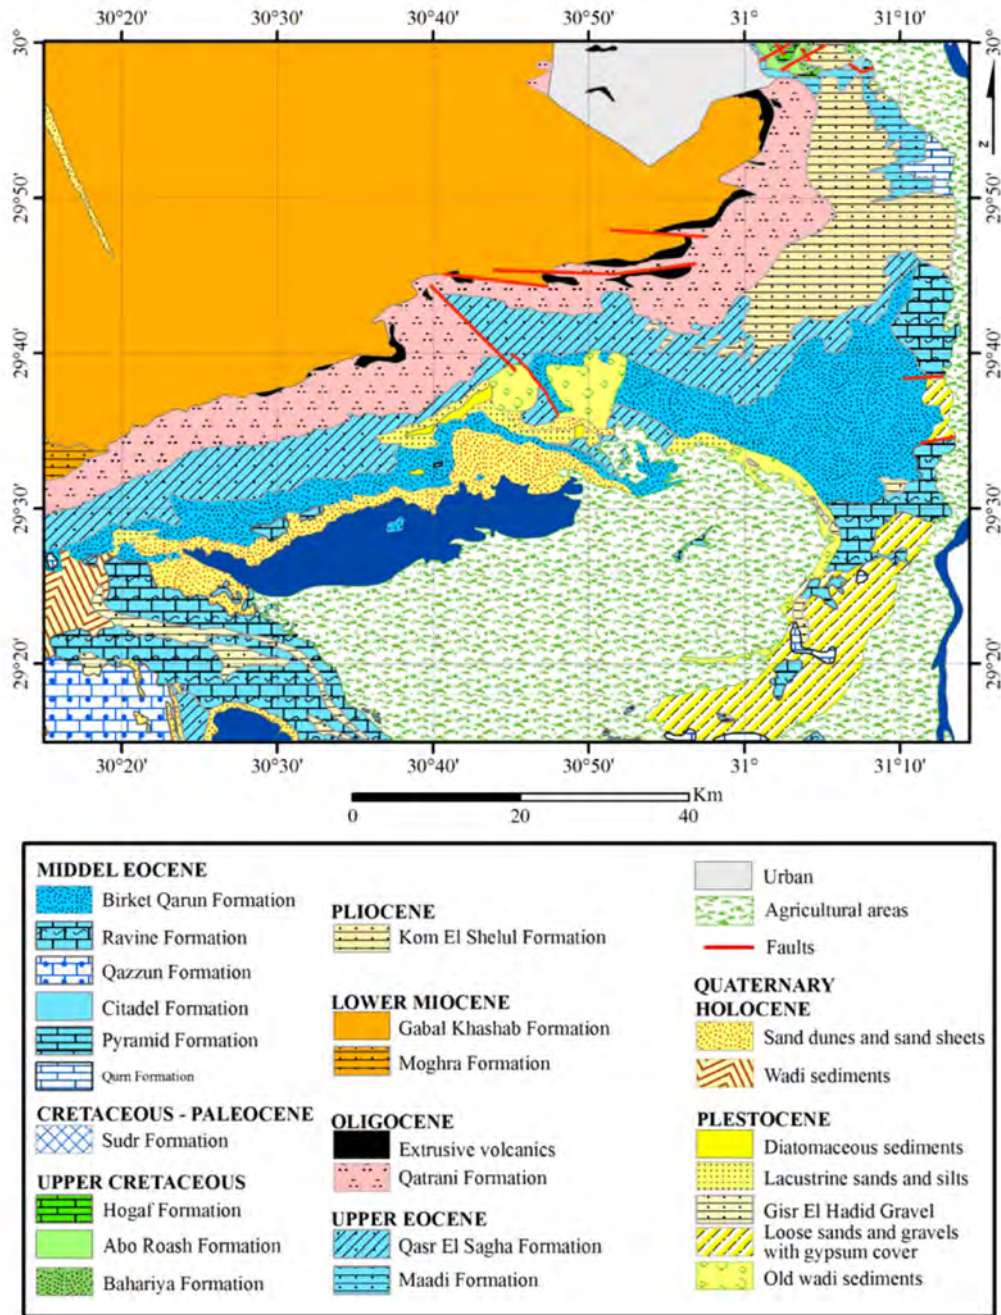 30°20' 30°30' 30°40' 30°50' 31° 31°10'
30° 30°
z
29°50' 29°50'
29°40' 29°40'
29°30' 29°30'
29°20' 29°20'
30°20' 30°30' 30°40' 30°50' 31° 31°10'
Km
0 20 40
MIDDEL EOCENE
Birket Qarun Formation
Ravine Formation
Qazzun Formation
Citadel Formation
Pyramid Formation
Qurn Formation
CRETACEOUS - PALEOCENE
Sudr Formation
UPPER CRETACEOUS
Hogaf Formation
Abo Roash Formation
Bahariya Formation
PLIOCENE
Kom El Shelul Formation
LOWER MIOCENE
Gabal Khashab Formation
Moghra Formation
OLIGOCENE
Extrusive volcanics
Qatrani Formation
UPPER EOCENE
Qasr El Sagha Formation
Maadi Formation
Urban
Agricultural areas
Faults
QUATERNARY
HOLOCENE
Sand dunes and sand sheets
Wadi sediments
PLESTOCENE
Diatomaceous sediments
Lacustrine sands and silts
Gisr El Hadid Gravel
Loose sands and gravels
with gypsum cover
Old wadi sediments